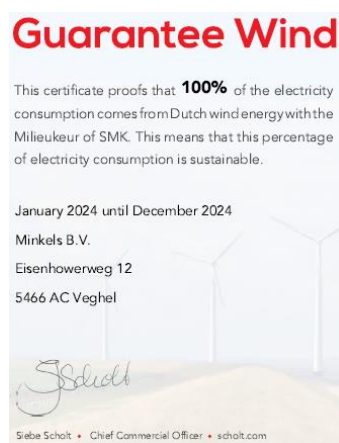 Guarantee Wind
This certificate proofs that 100% of the electricity
consumption comes from Dutch wind energy with the
Milieukeur of SMK. This means that this percentage
of electricity consumption is sustainable.
January 2024 until December 2024
Minkels B.V.
Eisenhowerweg 12
5466 AC Veghel
SScholt
Siebe Scholt • Chief Commercial Officer • scholt.com